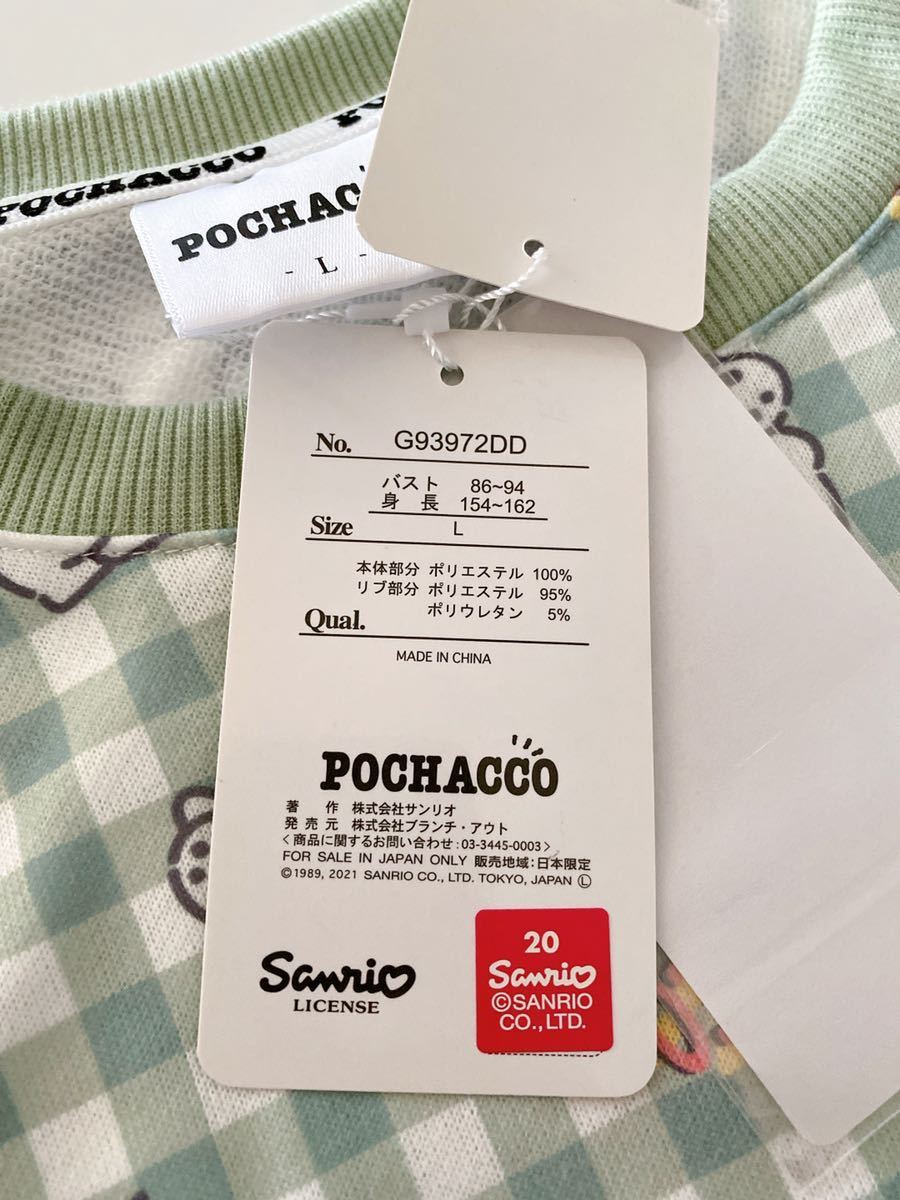 POCHACCO
POCHAC
- L -
No. G93972DD
バスト 86~94
身 長 154~162
Size L
本体部分 ポリエステル 100%
リブ部分 ポリエステル 95%
ポリウレタン 5%
Qual.
MADE IN CHINA
POCHACCO
著 作 株式会社サンリオ
発 売 元 株式会社ブランチ・アウト
<商品に関するお問い合わせ:03-3445-0003>
FOR SALE IN JAPAN ONLY 販売地域:日本限定
©1989, 2021 SANRIO CO., LTD. TOKYO, JAPAN Ⓛ
Sanrio
LICENSE
20
Sanrio
©SANRIO
CO.,LTD.